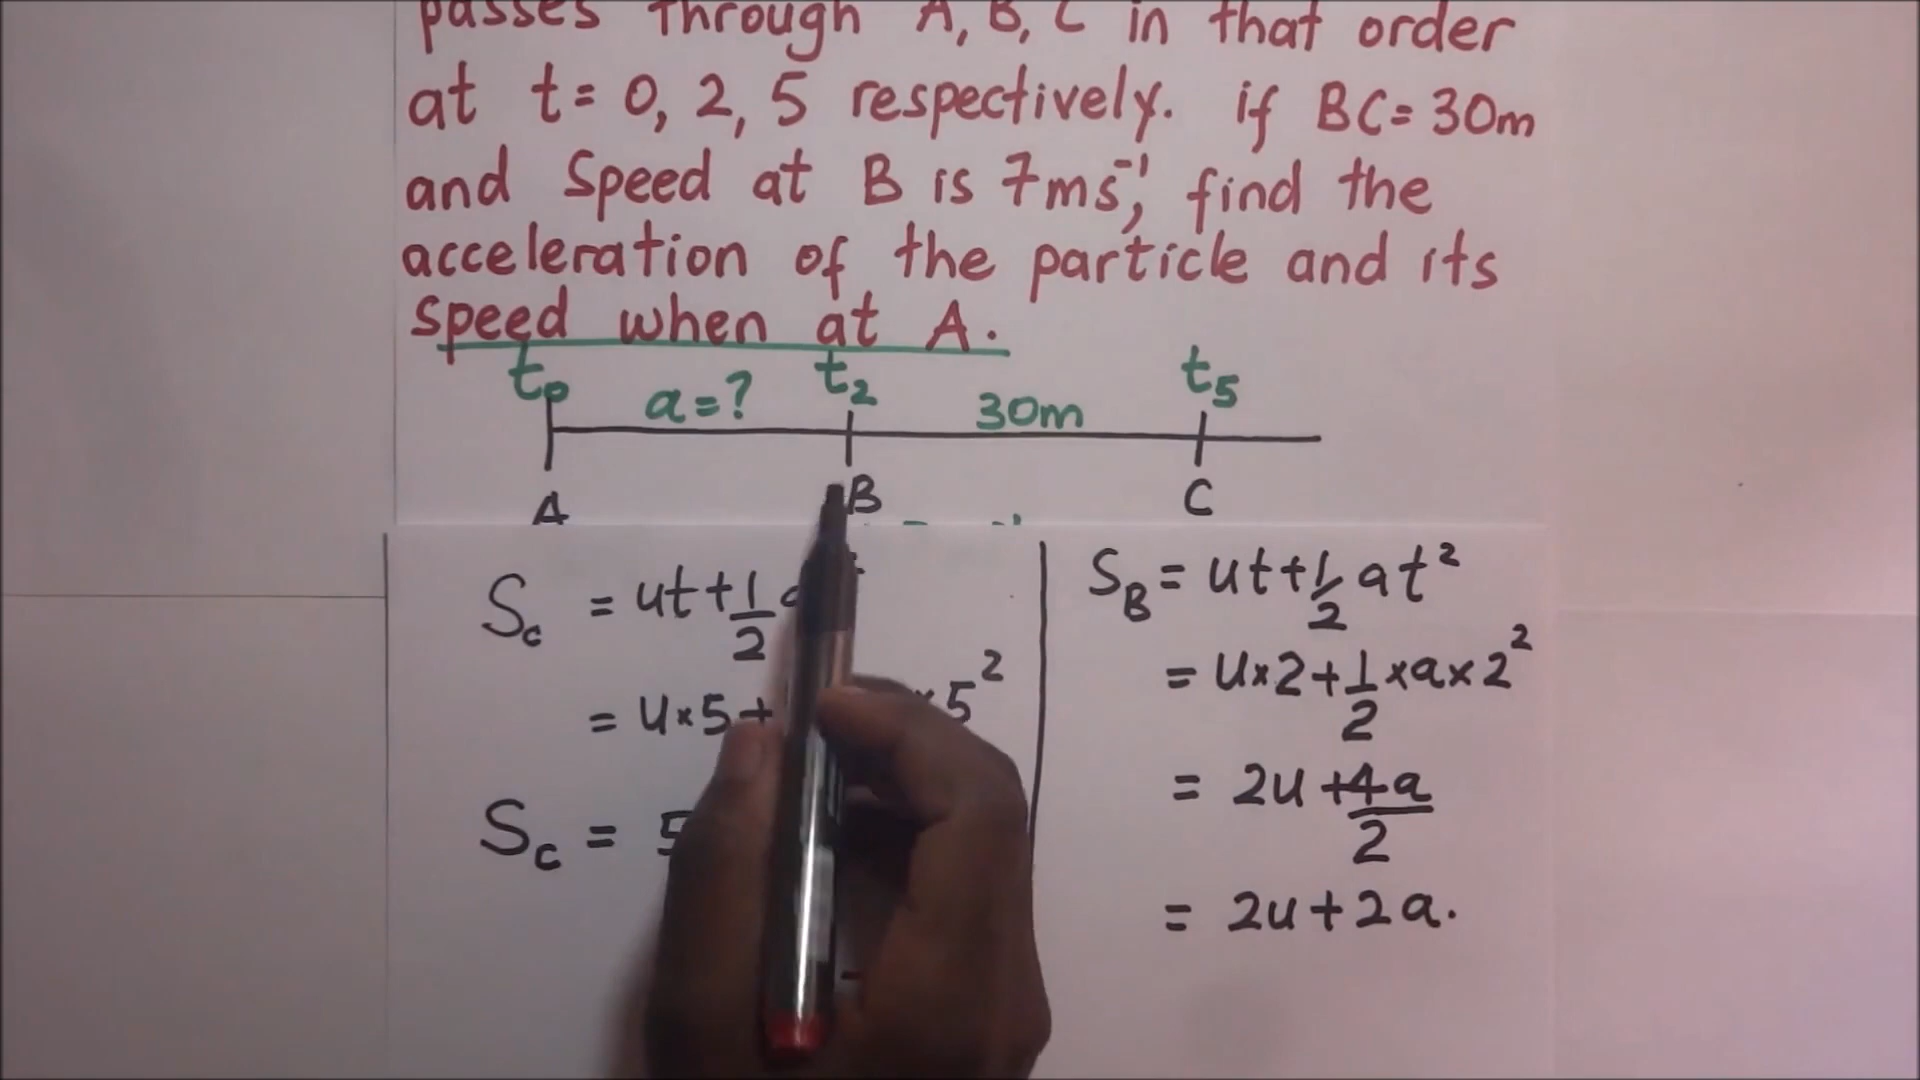 passes through A, B, C in that order
at t= 0, 2, 5 respectively. if BC= 30m
and Speed at B is 7ms⁻¹, find the
acceleration of the particle and its
speed when at A.
t₀ a=? t₂ 30m t₅
A B C
S_c = ut+1/2
= u×5+ ×5²
S_c = 5
S_B = ut+1/2 at²
= u×2+1/2×a×2²
= 2u+4a/2
= 2u+2a.